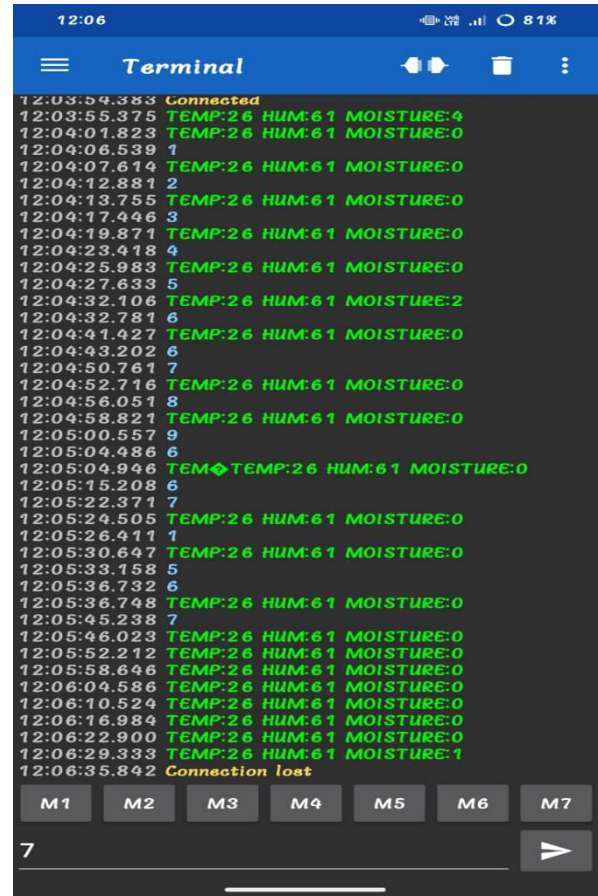 12:06 81%
Terminal
12:03:54.383 Connected
12:03:55.375 TEMP:26 HUM:61 MOISTURE:4
12:04:01.823 TEMP:26 HUM:61 MOISTURE:0
12:04:06.539 1
12:04:07.614 TEMP:26 HUM:61 MOISTURE:0
12:04:12.881 2
12:04:13.755 TEMP:26 HUM:61 MOISTURE:0
12:04:17.446 3
12:04:19.871 TEMP:26 HUM:61 MOISTURE:0
12:04:23.418 4
12:04:25.983 TEMP:26 HUM:61 MOISTURE:0
12:04:27.633 5
12:04:32.106 TEMP:26 HUM:61 MOISTURE:2
12:04:32.781 6
12:04:41.427 TEMP:26 HUM:61 MOISTURE:0
12:04:43.202 6
12:04:50.761 7
12:04:52.716 TEMP:26 HUM:61 MOISTURE:0
12:04:56.051 8
12:04:58.821 TEMP:26 HUM:61 MOISTURE:0
12:05:00.557 9
12:05:04.486 6
12:05:04.946 TEM�TEMP:26 HUM:61 MOISTURE:0
12:05:15.208 6
12:05:22.371 7
12:05:24.505 TEMP:26 HUM:61 MOISTURE:0
12:05:26.411 1
12:05:30.647 TEMP:26 HUM:61 MOISTURE:0
12:05:33.158 5
12:05:36.732 6
12:05:36.748 TEMP:26 HUM:61 MOISTURE:0
12:05:45.238 7
12:05:46.023 TEMP:26 HUM:61 MOISTURE:0
12:05:52.212 TEMP:26 HUM:61 MOISTURE:0
12:05:58.646 TEMP:26 HUM:61 MOISTURE:0
12:06:04.586 TEMP:26 HUM:61 MOISTURE:0
12:06:10.524 TEMP:26 HUM:61 MOISTURE:0
12:06:16.984 TEMP:26 HUM:61 MOISTURE:0
12:06:22.900 TEMP:26 HUM:61 MOISTURE:0
12:06:29.333 TEMP:26 HUM:61 MOISTURE:1
12:06:35.842 Connection lost
M1 M2 M3 M4 M5 M6 M7
7